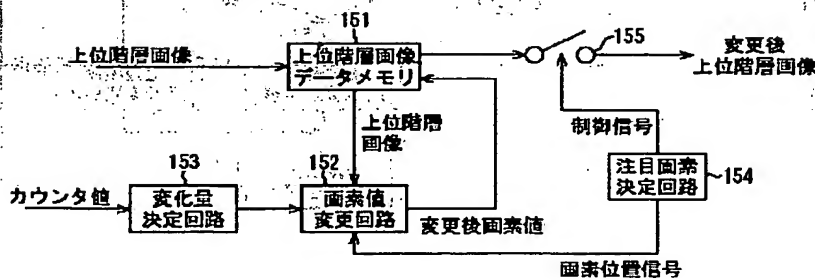 151
上位階層画像
上位階層画像
データメモリ
155
変更後
上位階層画像
上位階層
画像
制御信号
153
152
注目画素
決定回路
154
カウンタ値
変化量
決定回路
画素値
変更回路
変更後画素値
画素位置信号